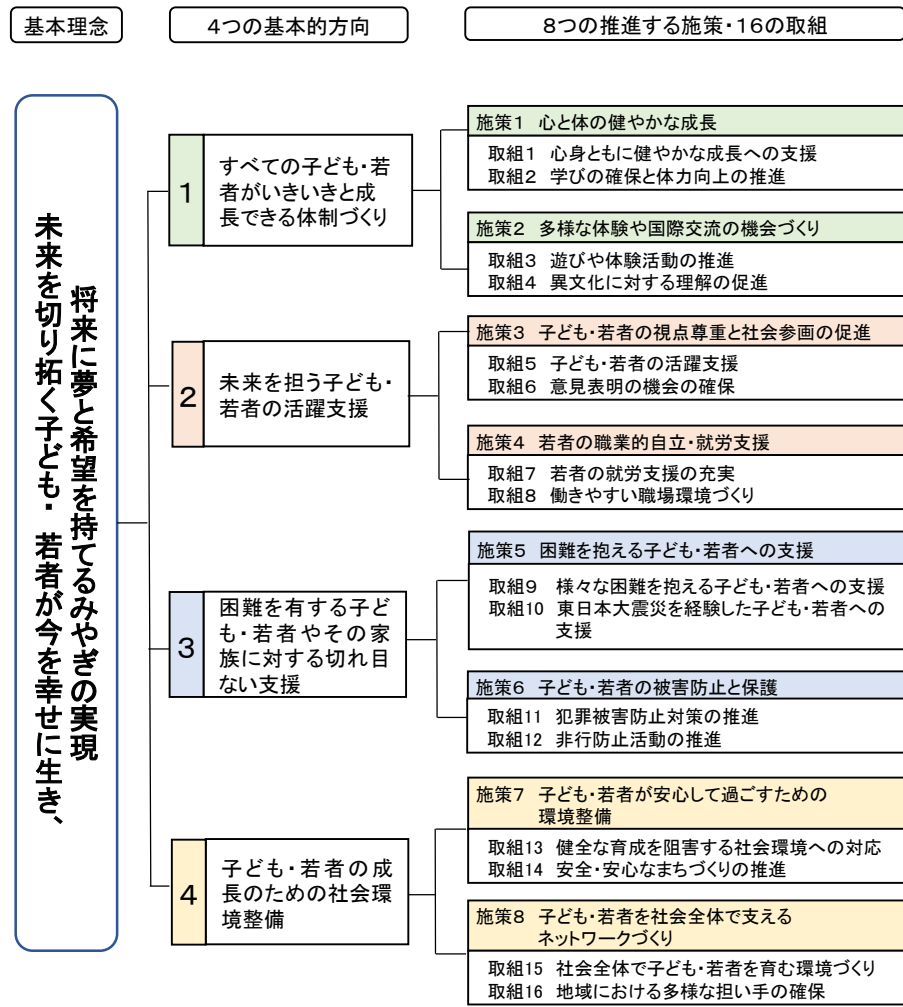 基本理念
4つの基本的方向
8つの推進する施策・16の取組
未来を切り拓く子ども・若者が今を幸せに生き、
将来に夢と希望を持てるみやぎの実現
1
すべての子ども・若
者がいきいきと成
長できる体制づくり
施策1 心と体の健やかな成長
取組1 心身ともに健やかな成長への支援
取組2 学びの確保と体力向上の推進
施策2 多様な体験や国際交流の機会づくり
取組3 遊びや体験活動の推進
取組4 異文化に対する理解の促進
2
未来を担う子ども・
若者の活躍支援
施策3 子ども・若者の視点尊重と社会参画の促進
取組5 子ども・若者の活躍支援
取組6 意見表明の機会の確保
施策4 若者の職業的自立・就労支援
取組7 若者の就労支援の充実
取組8 働きやすい職場環境づくり
3
困難を有する子ど
も・若者やその家
族に対する切れ目
ない支援
施策5 困難を抱える子ども・若者への支援
取組9 様々な困難を抱える子ども・若者への支援
取組10 東日本大震災を経験した子ども・若者への
支援
施策6 子ども・若者の被害防止と保護
取組11 犯罪被害防止対策の推進
取組12 非行防止活動の推進
4
子ども・若者の成
長のための社会環
境整備
施策7 子ども・若者が安心して過ごすための
環境整備
取組13 健全な育成を阻害する社会環境への対応
取組14 安全・安心なまちづくりの推進
施策8 子ども・若者を社会全体で支える
ネットワークづくり
取組15 社会全体で子ども・若者を育む環境づくり
取組16 地域における多様な担い手の確保